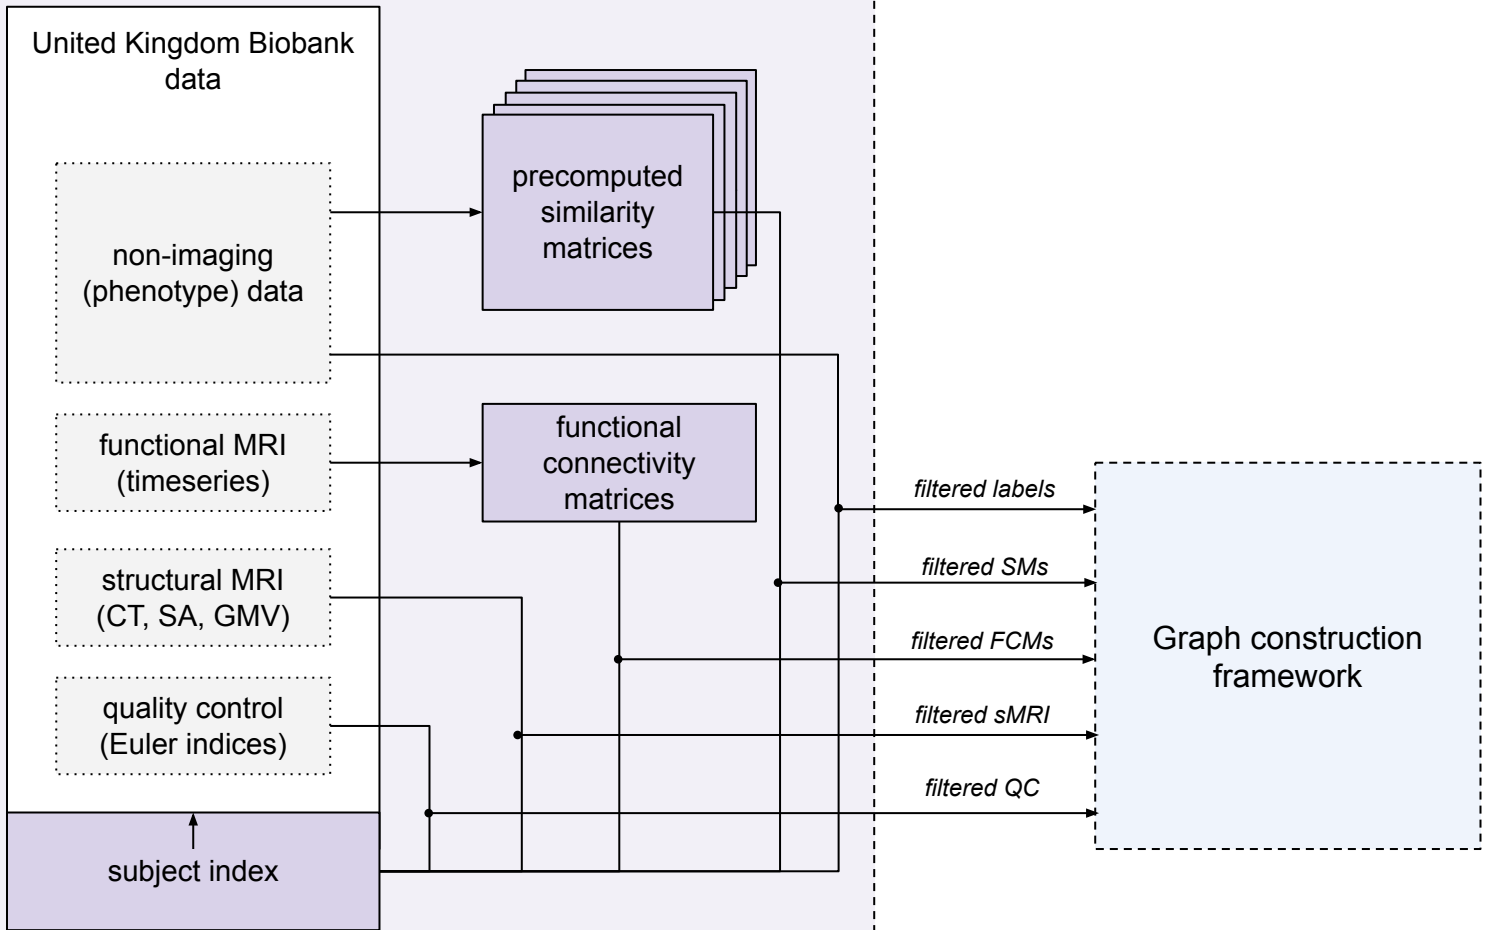 United Kingdom Biobank
data
non-imaging
(phenotype) data
functional MRI
(timeseries)
structural MRI
(CT, SA, GMV)
quality control
(Euler indices)
subject index
precomputed
similarity
matrices
functional
connectivity
matrices
filtered labels
filtered SMs
filtered FCMs
filtered sMRI
filtered QC
Graph construction
framework